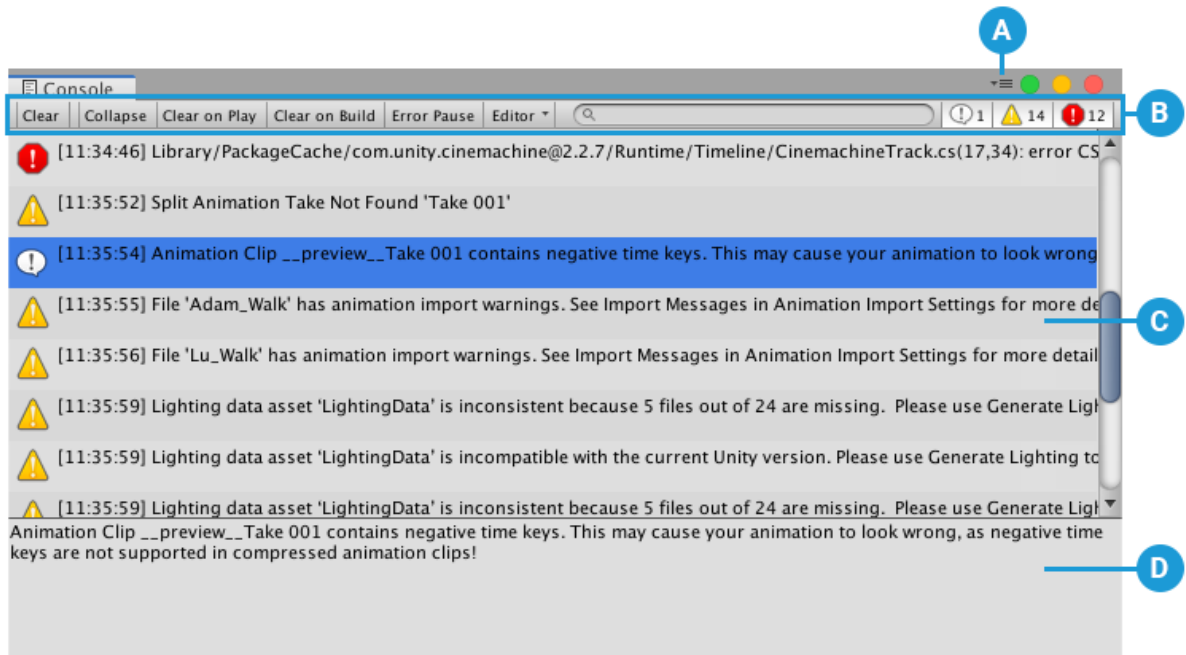 A
Console
Clear Collapse Clear on Play Clear on Build Error Pause Editor 1 14 12
B
[11:34:46] Library/PackageCache/com.unity.cinemachine@2.2.7/Runtime/Timeline/CinemachineTrack.cs(17,34): error CS
[11:35:52] Split Animation Take Not Found 'Take 001'
[11:35:54] Animation Clip __preview__Take 001 contains negative time keys. This may cause your animation to look wrong
[11:35:55] File 'Adam_Walk' has animation import warnings. See Import Messages in Animation Import Settings for more de
C
[11:35:56] File 'Lu_Walk' has animation import warnings. See Import Messages in Animation Import Settings for more detail
[11:35:59] Lighting data asset ‘LightingData’ is inconsistent because 5 files out of 24 are missing.  Please use Generate Ligh
[11:35:59] Lighting data asset ‘LightingData’ is incompatible with the current Unity version. Please use Generate Lighting to
[11:35:59] Lighting data asset ‘LightingData’ is inconsistent because 5 files out of 24 are missing.  Please use Generate Ligh
Animation Clip __preview__Take 001 contains negative time keys. This may cause your animation to look wrong, as negative time
keys are not supported in compressed animation clips!
D